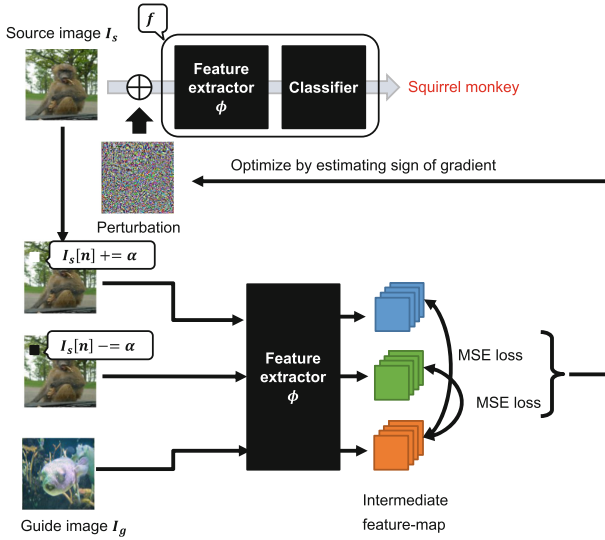 Source image I_s
f
Feature
extractor
ϕ
Classifier
Squirrel monkey
Optimize by estimating sign of gradient
Perturbation
I_s[n] += α
I_s[n] −= α
Feature
extractor
ϕ
MSE loss
MSE loss
Guide image I_g
Intermediate
feature-map